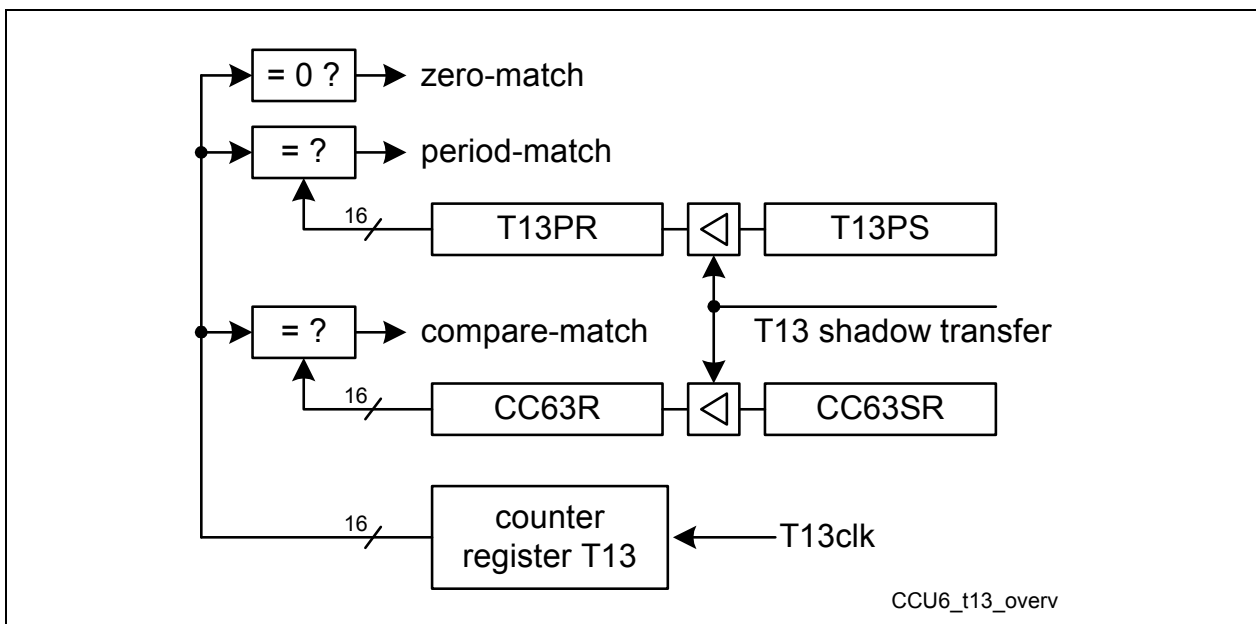 = 0 ?
zero-match
= ?
period-match
16
T13PR
T13PS
= ?
compare-match
T13 shadow transfer
16
CC63R
CC63SR
16
counter
register T13
T13clk
CCU6_t13_overv